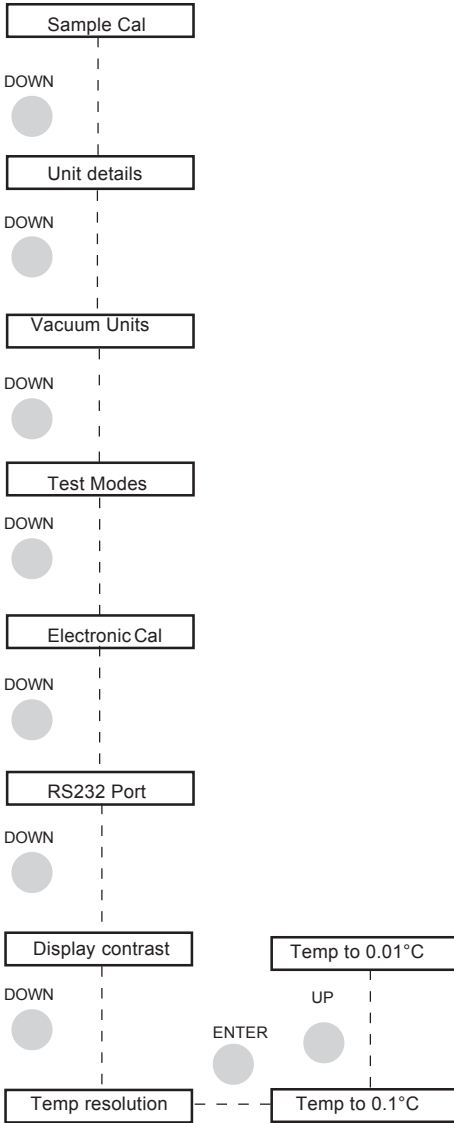 Sample Cal
DOWN
Unit details
DOWN
Vacuum Units
DOWN
Test Modes
DOWN
Electronic Cal
DOWN
RS232 Port
DOWN
Display contrast
Temp to 0.01°C
DOWN
UP
ENTER
Temp resolution
Temp to 0.1°C